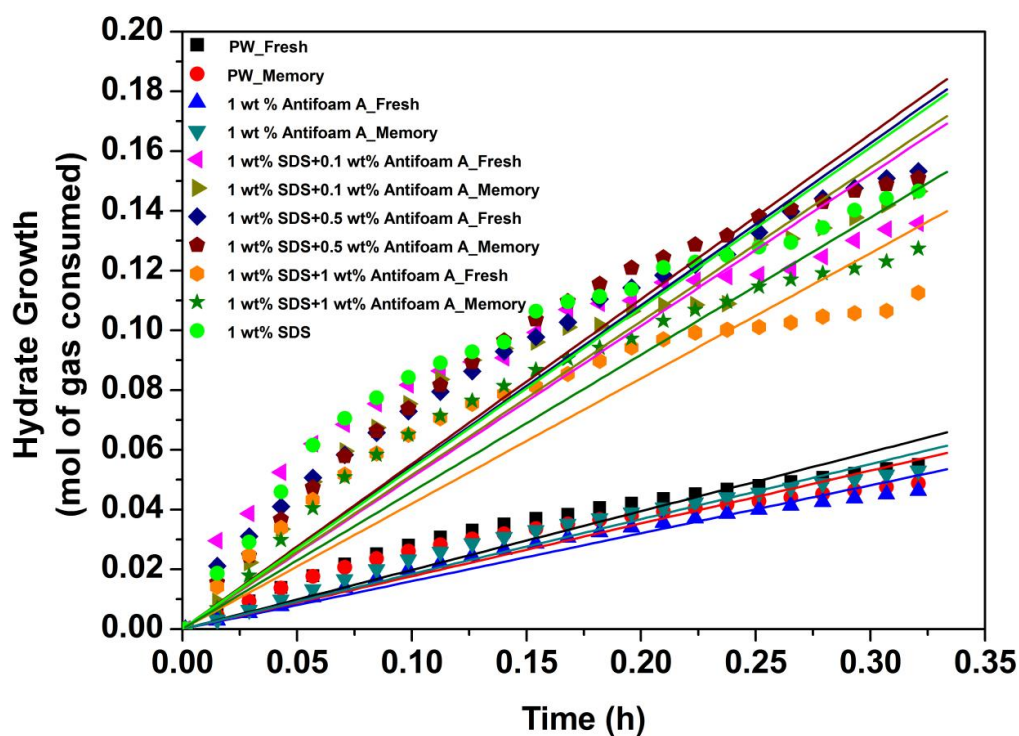 0.20
0.18
0.16
0.14
0.12
0.10
0.08
0.06
0.04
0.02
0.00
Hydrate Growth
(mol of gas consumed)
PW_Fresh
PW_Memory
1 wt % Antifoam A_Fresh
1 wt % Antifoam A_Memory
1 wt% SDS+0.1 wt% Antifoam A_Fresh
1 wt% SDS+0.1 wt% Antifoam A_Memory
1 wt% SDS+0.5 wt% Antifoam A_Fresh
1 wt% SDS+0.5 wt% Antifoam A_Memory
1 wt% SDS+1 wt% Antifoam A_Fresh
1 wt% SDS+1 wt% Antifoam A_Memory
1 wt% SDS
0.00 0.05 0.10 0.15 0.20 0.25 0.30 0.35
Time (h)